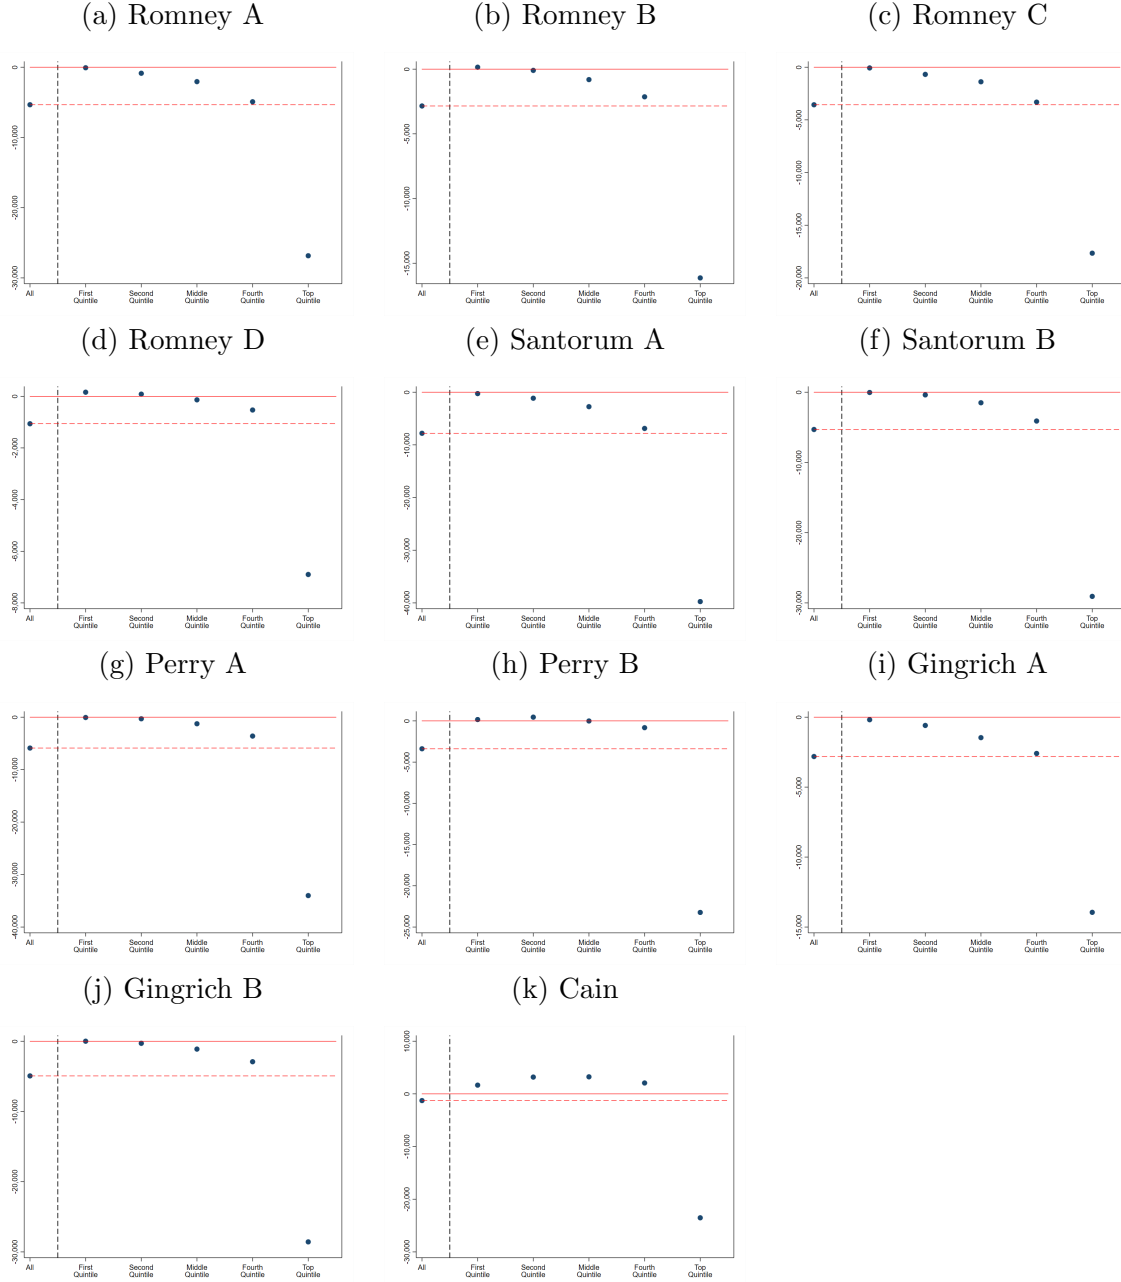 (a) Romney A
(b) Romney B
(c) Romney C
0
-10,000
-20,000
-30,000
All
First Quintile
Second Quintile
Middle Quintile
Fourth Quintile
Top Quintile
0
-5,000
-10,000
-15,000
All
First Quintile
Second Quintile
Middle Quintile
Fourth Quintile
Top Quintile
0
-5,000
-10,000
-15,000
-20,000
All
First Quintile
Second Quintile
Middle Quintile
Fourth Quintile
Top Quintile
(d) Romney D
(e) Santorum A
(f) Santorum B
0
-2,000
-4,000
-6,000
-8,000
All
First Quintile
Second Quintile
Middle Quintile
Fourth Quintile
Top Quintile
0
-10,000
-20,000
-30,000
-40,000
All
First Quintile
Second Quintile
Middle Quintile
Fourth Quintile
Top Quintile
0
-10,000
-20,000
-30,000
All
First Quintile
Second Quintile
Middle Quintile
Fourth Quintile
Top Quintile
(g) Perry A
(h) Perry B
(i) Gingrich A
0
-10,000
-20,000
-30,000
-40,000
All
First Quintile
Second Quintile
Middle Quintile
Fourth Quintile
Top Quintile
0
-5,000
-10,000
-15,000
-20,000
-25,000
All
First Quintile
Second Quintile
Middle Quintile
Fourth Quintile
Top Quintile
0
-5,000
-10,000
-15,000
All
First Quintile
Second Quintile
Middle Quintile
Fourth Quintile
Top Quintile
(j) Gingrich B
(k) Cain
0
-10,000
-20,000
-30,000
All
First Quintile
Second Quintile
Middle Quintile
Fourth Quintile
Top Quintile
10,000
0
-10,000
-20,000
-30,000
All
First Quintile
Second Quintile
Middle Quintile
Fourth Quintile
Top Quintile